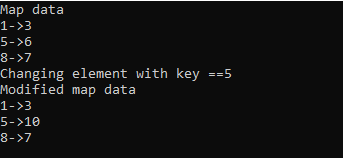 Map data
1->3
5->6
8->7
Changing element with key ==5
Modified map data
1->3
5->10
8->7